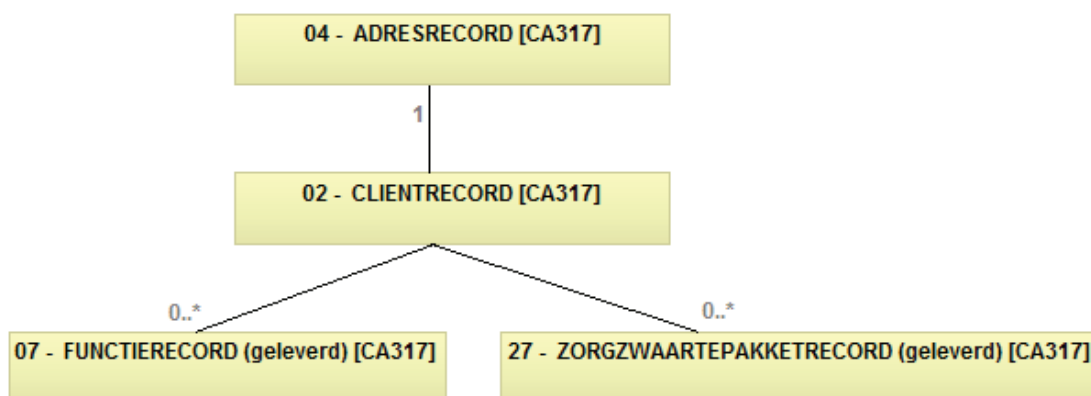 04 - ADRESRECORD [CA317]
1
02 - CLIENTRECORD [CA317]
0..*
0..*
07 - FUNCTIERECORD (geleverd) [CA317]
27 - ZORGZWAARTEPAKKETRECORD (geleverd) [CA317]